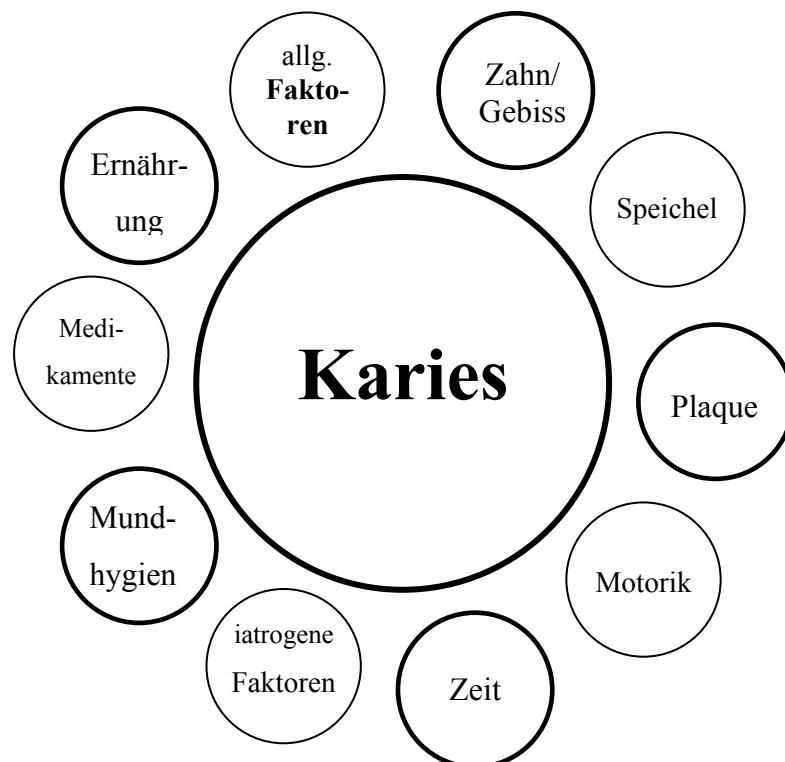 allg.
Fakto-
ren
Zahn/
Gebiss
Speichel
Plaque
Motorik
Zeit
iatrogene
Faktoren
Mund-
hygien
Medi-
kamente
Ernähr-
ung
Karies